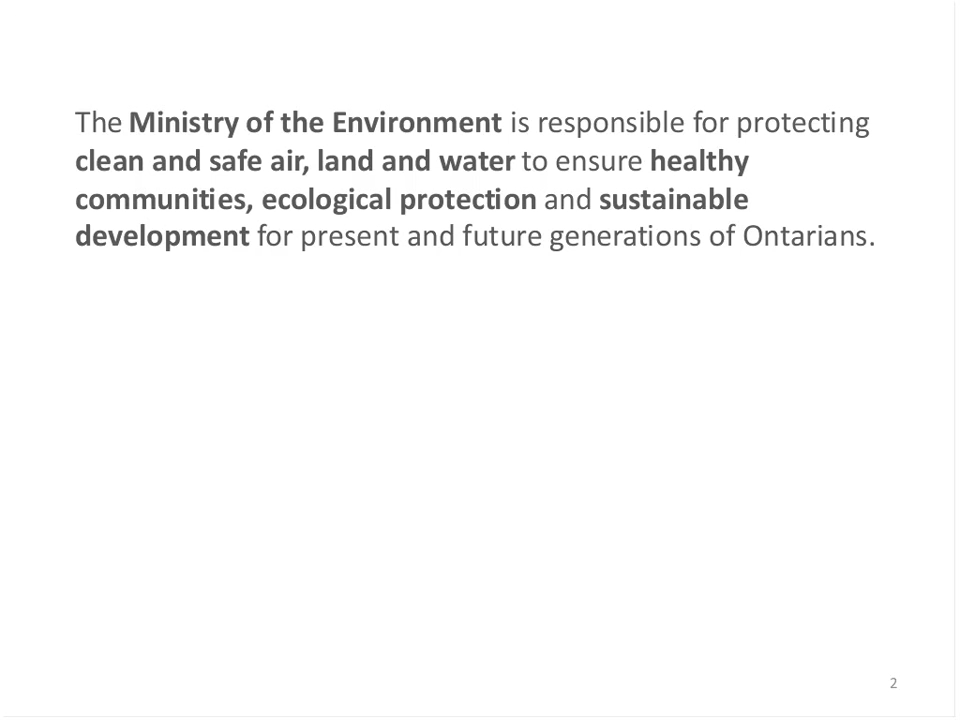 The Ministry of the Environment is responsible for protecting
clean and safe air, land and water to ensure healthy
communities, ecological protection and sustainable
development for present and future generations of Ontarians.
2